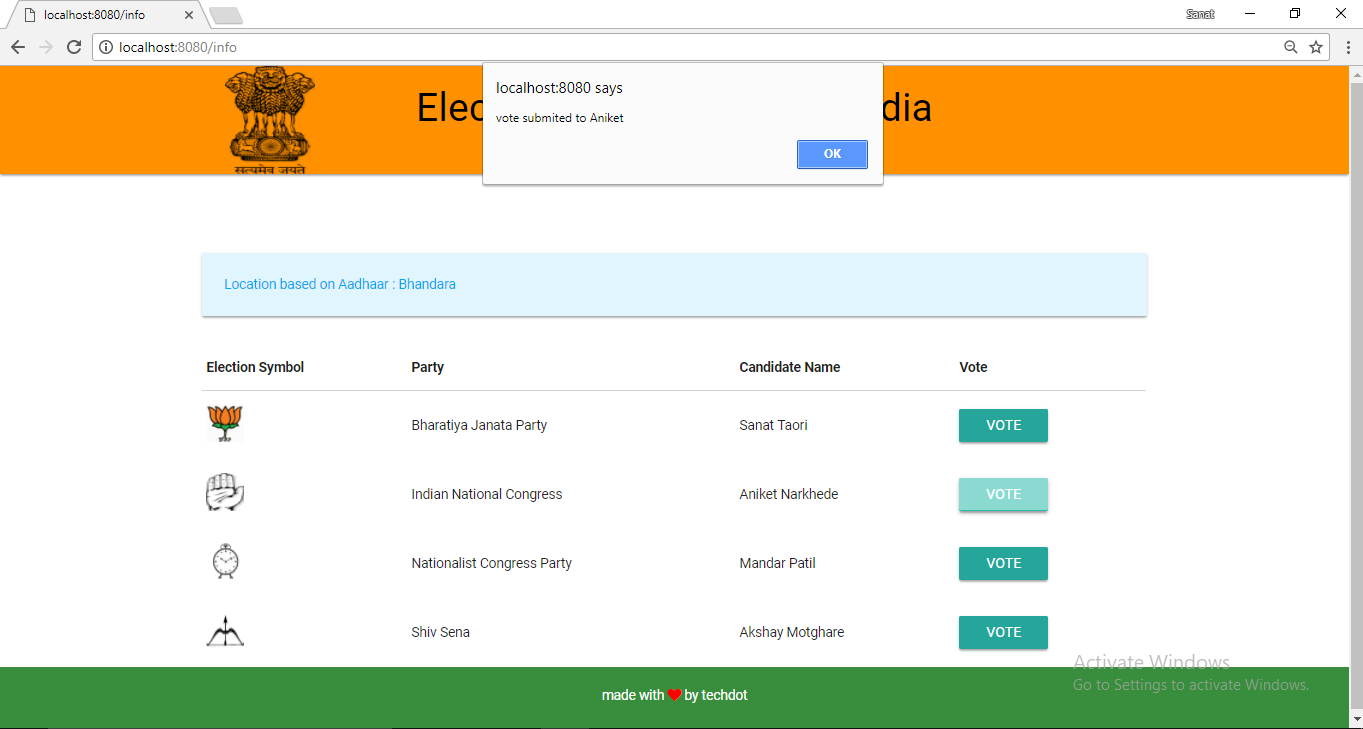 localhost:8080/info
Sanat
localhost:8080/info
localhost:8080 says
vote submited to Aniket
OK
Elec
dia
सत्यमेव जयते
Location based on Aadhaar : Bhandara
Election Symbol Party Candidate Name Vote
Bharatiya Janata Party Sanat Taori VOTE
Indian National Congress Aniket Narkhede VOTE
Nationalist Congress Party Mandar Patil VOTE
Shiv Sena Akshay Motghare VOTE
Activate Windows
Go to Settings to activate Windows.
made with ❤ by techdot